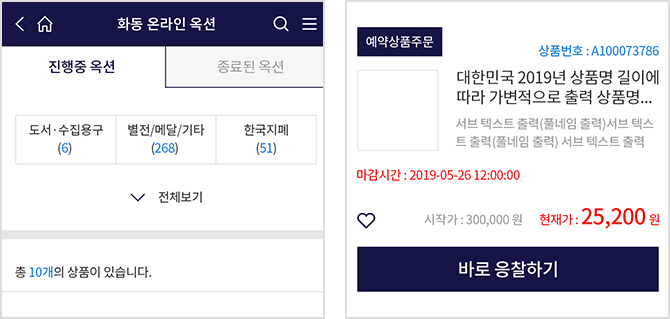 화동 온라인 옥션
진행중 옥션
종료된 옥션
도서·수집용구
(6)
별전/메달/기타
(268)
한국지폐
(51)
전체보기
총 10개의 상품이 있습니다.
예약상품주문
상품번호 : A100073786
대한민국 2019년 상품명 길이에
따라 가변적으로 출력 상품명...
서브 텍스트 출력(풀네임 출력)서브 텍스
트 출력(풀네임 출력) 서브 텍스트 출력
마감시간 : 2019-05-26 12:00:00
시작가 : 300,000 원
현재가 : 25,200 원
바로 응찰하기